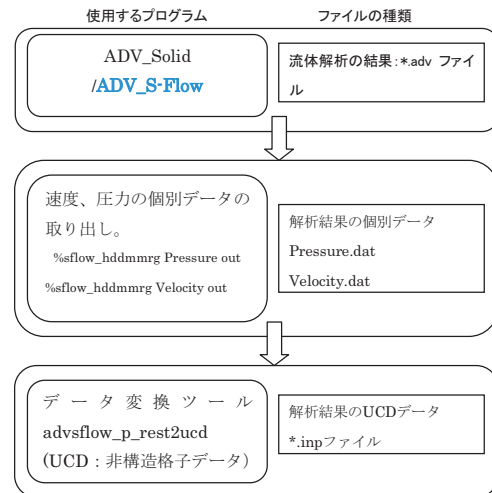 使用するプログラム
ファイルの種類
ADV_Solid
/ADV_S-Flow
流体解析の結果:*.adv ファイ
ル
速度、圧力の個別データの
取り出し。
%sflow_hddmmrg Pressure out
%sflow_hddmmrg Velocity out
解析結果の個別データ
Pressure.dat
Velocity.dat
データ変換ツール
advsflow_p_rest2ucd
(UCD：非構造格子データ)
解析結果のUCDデータ
*.inpファイル